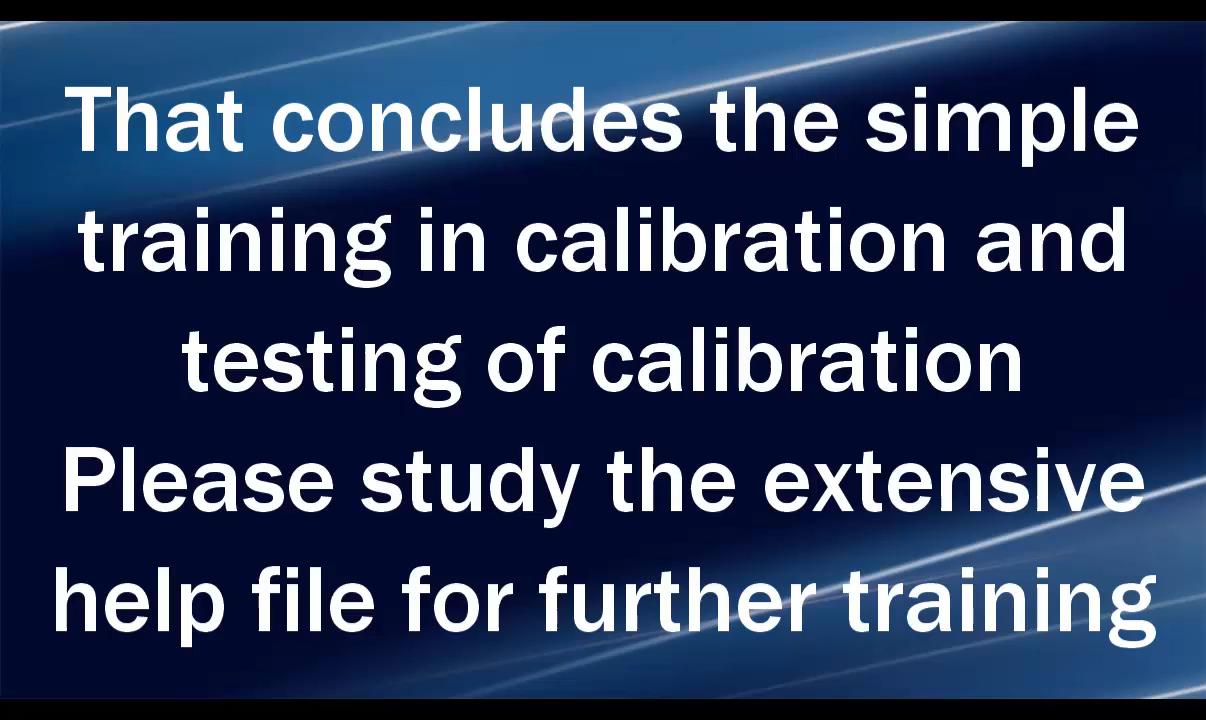 That concludes the simple
training in calibration and
testing of calibration
Please study the extensive
help file for further training